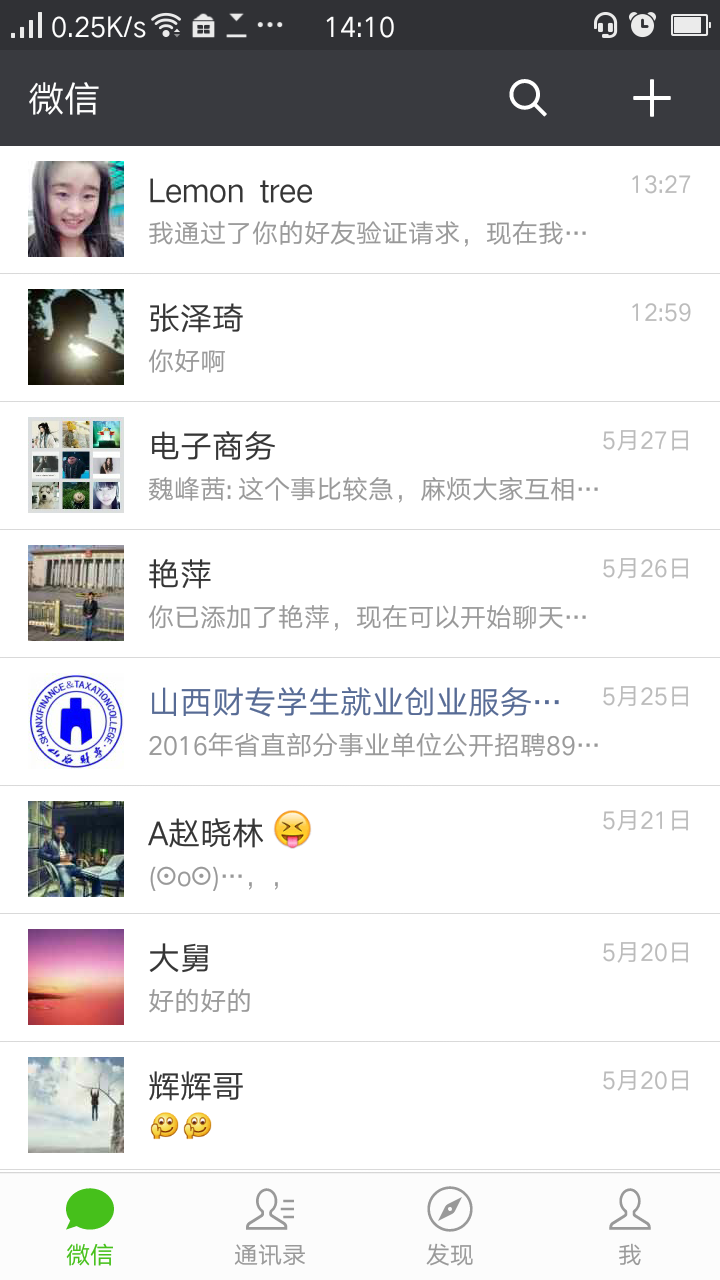 0.25K/s 14:10
微信
Lemon tree 13:27
我通过了你的好友验证请求，现在我…
张泽琦 12:59
你好啊
电子商务 5月27日
魏峰茜: 这个事比较急，麻烦大家互相…
艳萍 5月26日
你已添加了艳萍，现在可以开始聊天…
山西财专学生就业创业服务… 5月25日
2016年省直部分事业单位公开招聘89…
SHANXI FINANCE & TAXATION COLLEGE
山西财专
A赵晓林 😝 5月21日
(⊙o⊙)…，，
大舅 5月20日
好的好的
辉辉哥 5月20日
微信 通讯录 发现 我